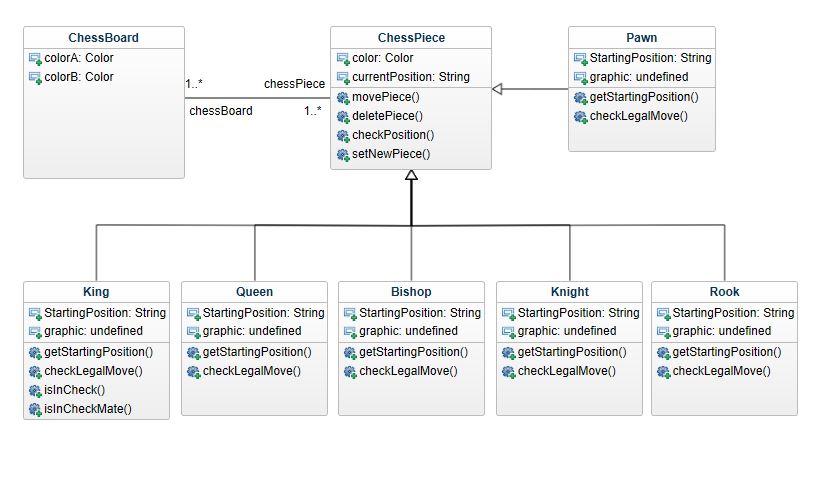 ChessBoard
colorA: Color
colorB: Color
1..*
chessPiece
chessBoard
1..*
ChessPiece
color: Color
currentPosition: String
movePiece()
deletePiece()
checkPosition()
setNewPiece()
Pawn
StartingPosition: String
graphic: undefined
getStartingPosition()
checkLegalMove()
King
StartingPosition: String
graphic: undefined
getStartingPosition()
checkLegalMove()
isInCheck()
isInCheckMate()
Queen
StartingPosition: String
graphic: undefined
getStartingPosition()
checkLegalMove()
Bishop
StartingPosition: String
graphic: undefined
getStartingPosition()
checkLegalMove()
Knight
StartingPosition: String
graphic: undefined
getStartingPosition()
checkLegalMove()
Rook
StartingPosition: String
graphic: undefined
getStartingPosition()
checkLegalMove()